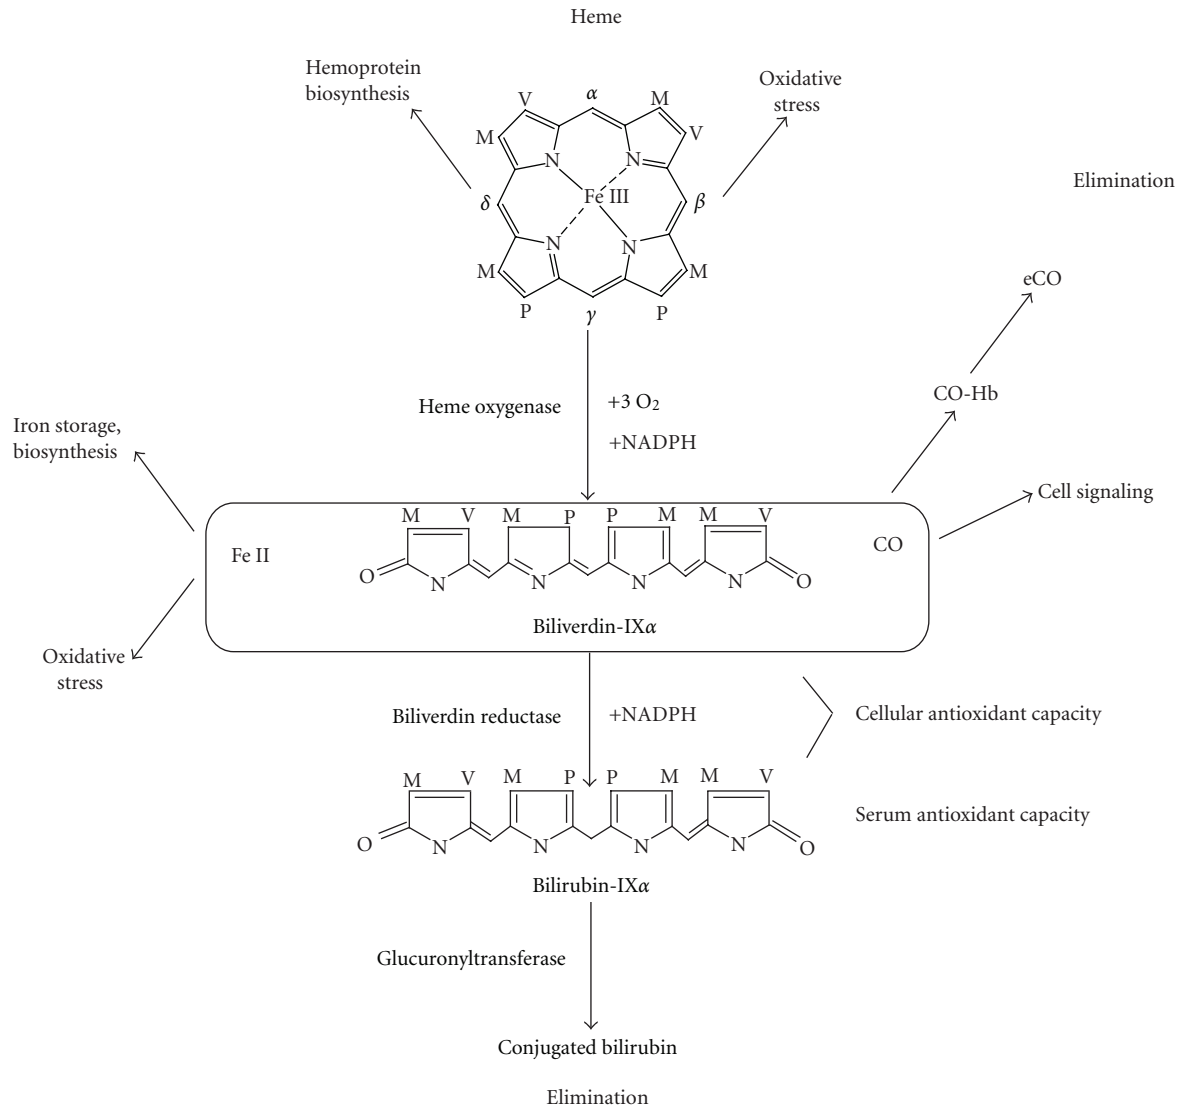 Heme
Hemoprotein
biosynthesis
Oxidative
stress
V
α
M
M
V
N
N
Fe III
δ
β
N
N
M
M
P
γ
P
Elimination
eCO
CO-Hb
Cell signaling
Heme oxygenase
+3 O₂
+NADPH
Iron storage,
biosynthesis
M V M P P M M V
Fe II
CO
O N N N N O
Biliverdin-IXα
Oxidative
stress
Biliverdin reductase
+NADPH
Cellular antioxidant capacity
M V M P P M M V
Serum antioxidant capacity
O N N N N O
Bilirubin-IXα
Glucuronyltransferase
Conjugated bilirubin
Elimination